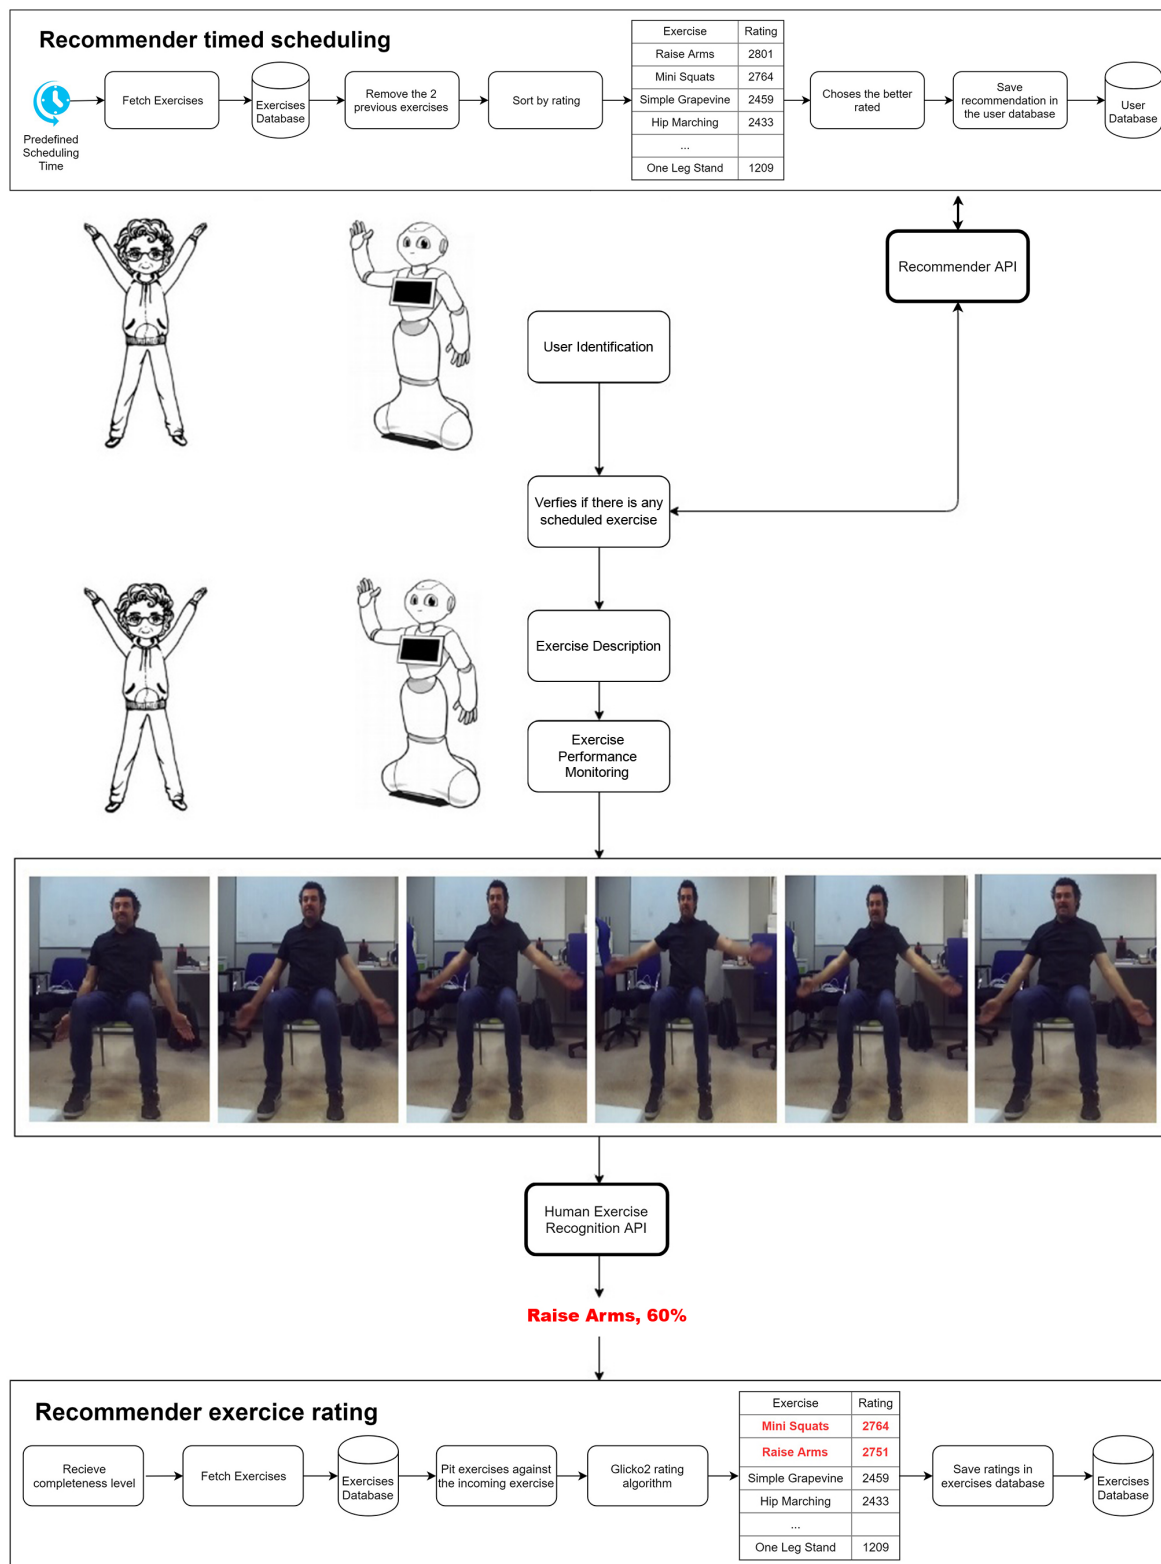 Recommender timed scheduling
Predefined
Scheduling
Time
Fetch Exercises
Exercises
Database
Remove the 2
previous exercises
Sort by rating
Exercise Rating
Raise Arms 2801
Mini Squats 2764
Simple Grapevine 2459
Hip Marching 2433
...
One Leg Stand 1209
Choses the better
rated
Save
recommendation in
the user database
User
Database
Recommender API
User Identification
Verfies if there is any
scheduled exercise
Exercise Description
Exercise
Performance
Monitoring
Human Exercise
Recognition API
Raise Arms, 60%
Recommender exercice rating
Recieve
completeness level
Fetch Exercises
Exercises
Database
Pit exercises against
the incoming exercise
Glicko2 rating
algorithm
Exercise Rating
Mini Squats 2764
Raise Arms 2751
Simple Grapevine 2459
Hip Marching 2433
...
One Leg Stand 1209
Save ratings in
exercises database
Exercises
Database